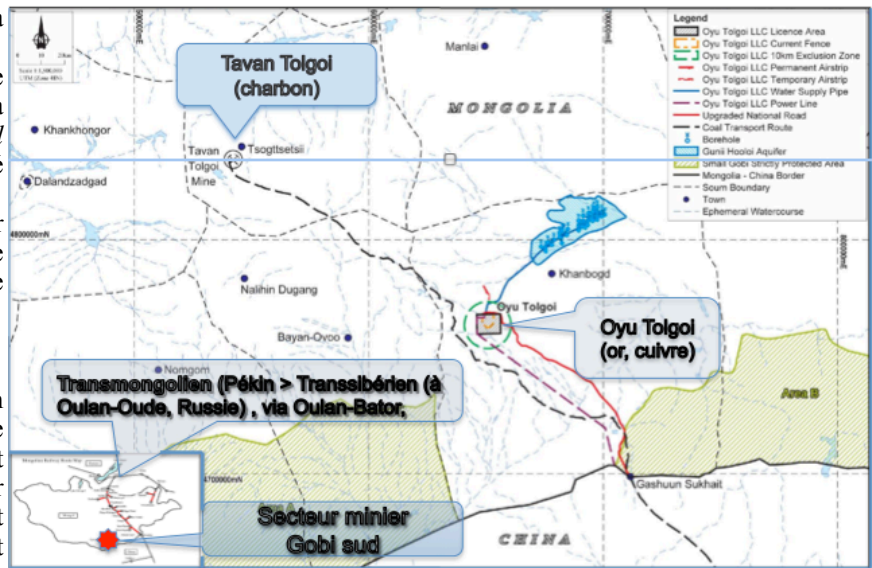 Legend
Oyu Tolgoi LLC Licence Area
Oyu Tolgoi LLC Current Fence
Oyu Tolgoi LLC 10km Exclusion Zone
Oyu Tolgoi LLC Permanent Airstrip
Oyu Tolgoi LLC Temporary Airstrip
Oyu Tolgoi LLC Water Supply Pipe
Oyu Tolgoi LLC Power Line
Upgraded National Road
Coal Transport Route
Borehole
Gunii Hooloi Aquifer
Small Gobi Strictly Protected Area
Mongolia - China Border
Soum Boundary
Town
Ephemeral Watercourse
Manlai
Tavan Tolgoi
(charbon)
MONGOLIA
Khankhongor
Tsogttsetsii
Tavan
Tolgoi
Mine
Dalandzadgad
4800000mN
Khanbogd
Nalihin Dugang
Oyu Tolgoi
Oyu Tolgoi
(or, cuivre)
Bayan-Ovoo
Nomgom
Transmongolien (Pékin > Transsibérien (à
Oulan-Oude, Russie) , via Oulan-Bator,
Area B
4700000mN
Gashuun Sukhait
Secteur minier
Gobi sud
CHINA